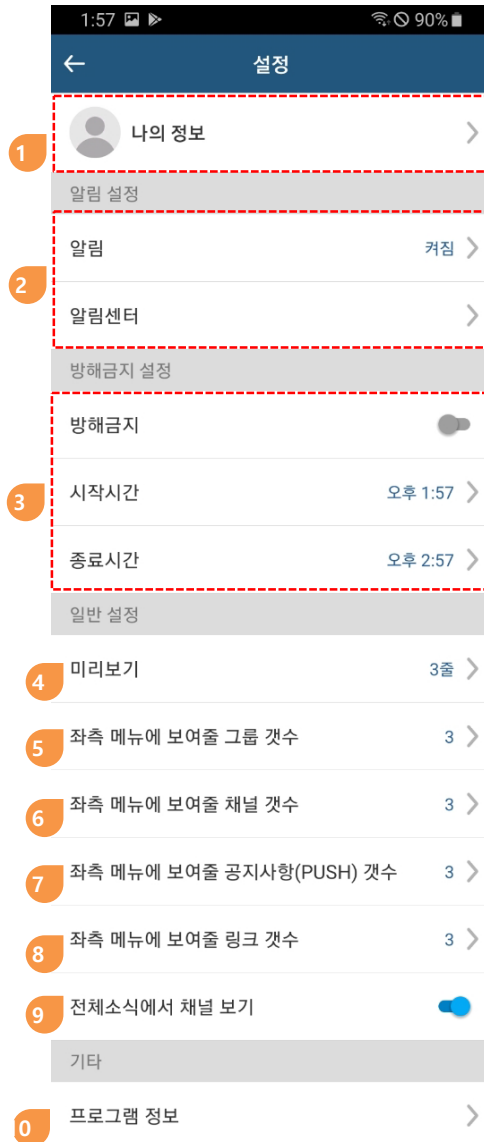 1:57 90%
설정
1 나의 정보
알림 설정
알림 켜짐
2
알림센터
방해금지 설정
방해금지
3 시작시간 오후 1:57
종료시간 오후 2:57
일반 설정
4 미리보기 3줄
5 좌측 메뉴에 보여줄 그룹 갯수 3
6 좌측 메뉴에 보여줄 채널 갯수 3
7 좌측 메뉴에 보여줄 공지사항(PUSH) 갯수 3
8 좌측 메뉴에 보여줄 링크 갯수 3
9 전체소식에서 채널 보기
기타
0 프로그램 정보